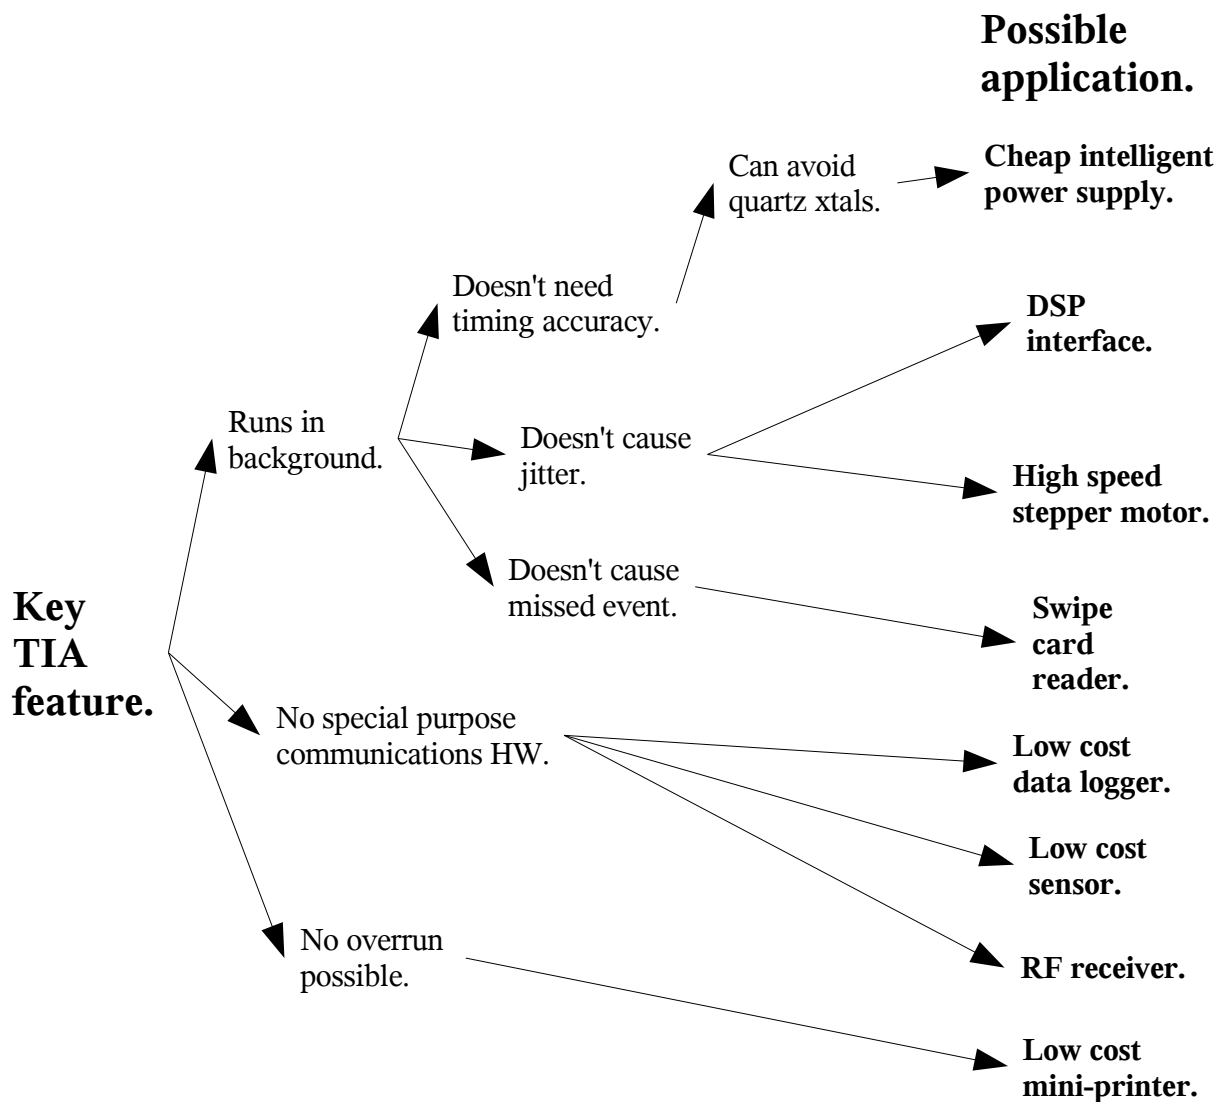 Possible
application.
Can avoid
quartz xtals.
Cheap intelligent
power supply.
Doesn't need
timing accuracy.
DSP
interface.
Runs in
background.
Doesn't cause
jitter.
High speed
stepper motor.
Doesn't cause
missed event.
Key
TIA
feature.
Swipe
card
reader.
No special purpose
communications HW.
Low cost
data logger.
Low cost
sensor.
No overrun
possible.
RF receiver.
Low cost
mini-printer.